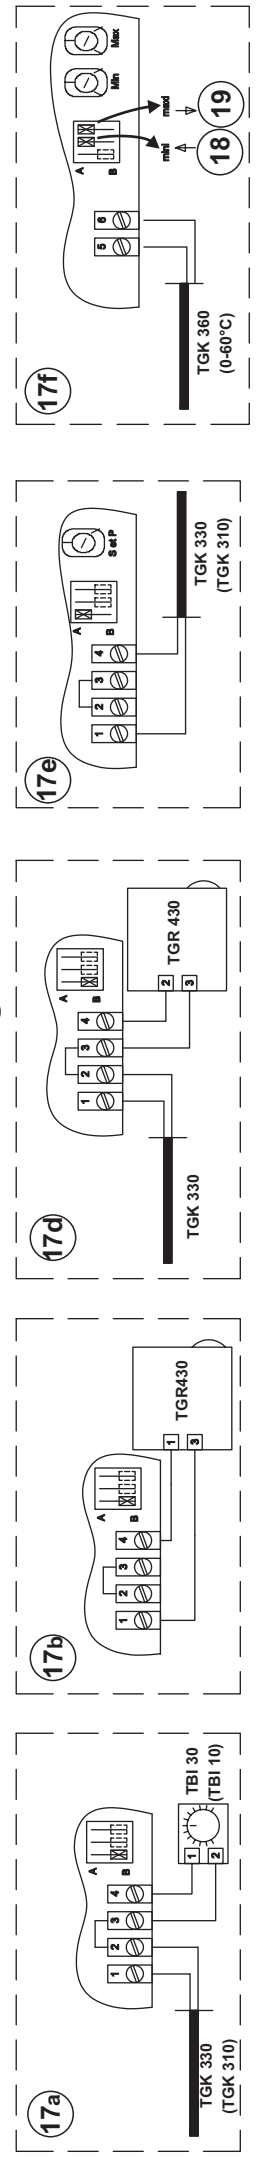 17a
A
B
1
2
3
4
TGK 330
(TGK 310)
TBI 30
(TBI 10)
1
2
17b
A
B
1
2
3
4
1
3
TGR430
17d
A
B
1
2
3
4
2
3
TGR 430
TGK 330
17e
A
B
Set P
1
2
3
4
TGK 330
(TGK 310)
17f
A
B
Min
Max
5
6
mini
maxi
18
19
TGK 360
(0-60°C)